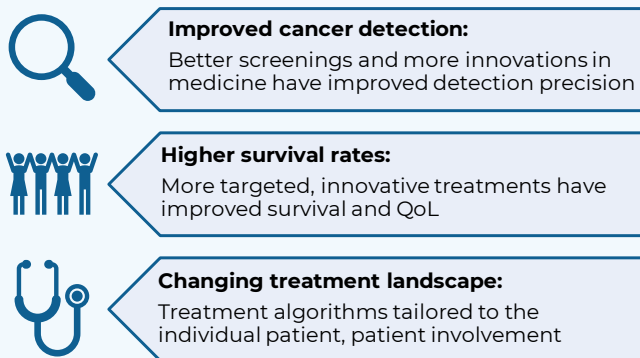 Improved cancer detection:
Better screenings and more innovations in
medicine have improved detection precision
Higher survival rates:
More targeted, innovative treatments have
improved survival and QoL
Changing treatment landscape:
Treatment algorithms tailored to the
individual patient, patient involvement